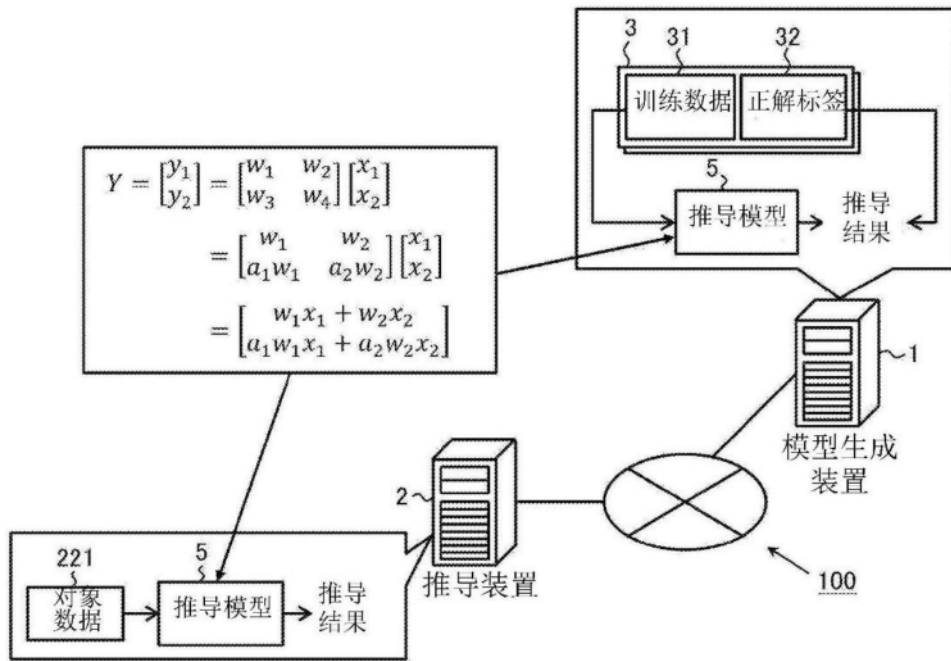 3
31
32
训练数据
正解标签
5
推导模型
推导
结果
Y = [y₁ y₂] = [w₁ w₂ w₃ w₄][x₁ x₂]
= [w₁ w₂ a₁w₁ a₂w₂][x₁ x₂]
= [w₁x₁ + w₂x₂ a₁w₁x₁ + a₂w₂x₂]
1
模型生成
装置
2
推导装置
100
221
对象
数据
5
推导模型
推导
结果